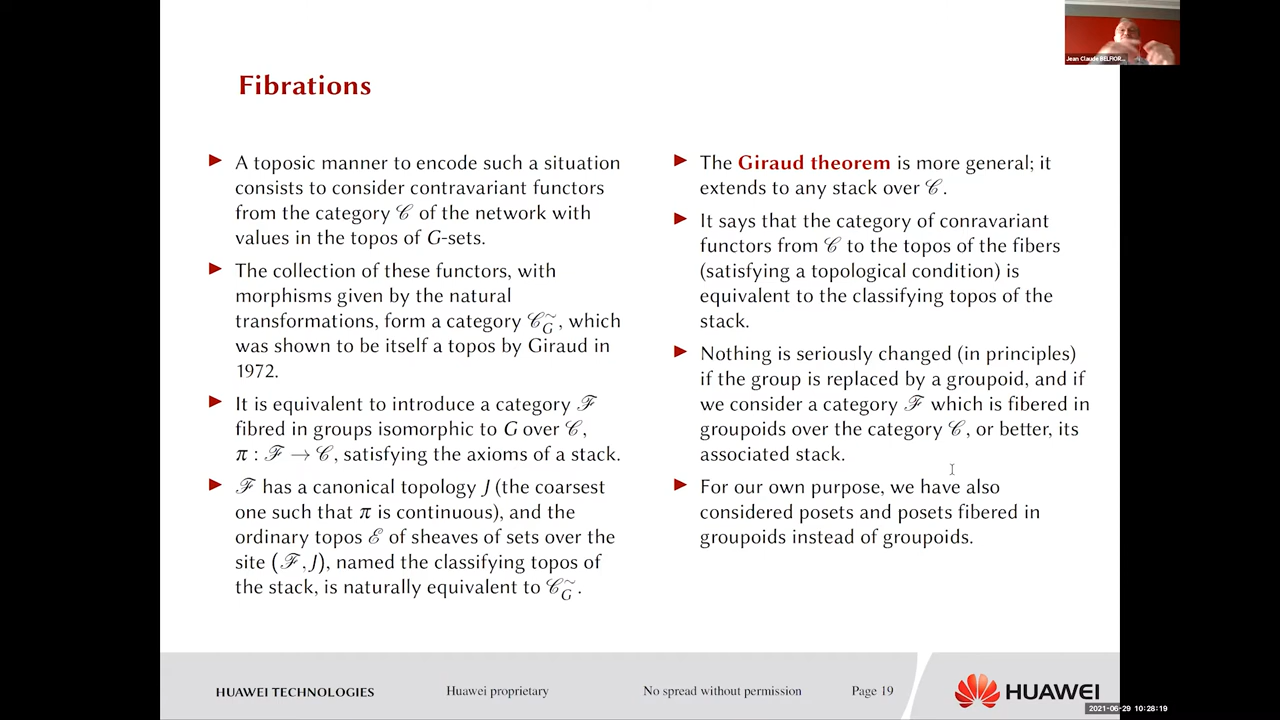 Jean Claude BELFIOR...
Fibrations
A toposic manner to encode such a situation
consists to consider contravariant functors
from the category 𝒞 of the network with
values in the topos of G-sets.
The collection of these functors, with
morphisms given by the natural
transformations, form a category 𝒞_G^~, which
was shown to be itself a topos by Giraud in
1972.
It is equivalent to introduce a category ℱ
fibred in groups isomorphic to G over 𝒞,
π : ℱ → 𝒞, satisfying the axioms of a stack.
ℱ has a canonical topology J (the coarsest
one such that π is continuous), and the
ordinary topos ℰ of sheaves of sets over the
site (ℱ, J), named the classifying topos of
the stack, is naturally equivalent to 𝒞_G^~.
The Giraud theorem is more general; it
extends to any stack over 𝒞.
It says that the category of conravariant
functors from 𝒞 to the topos of the fibers
(satisfying a topological condition) is
equivalent to the classifying topos of the
stack.
Nothing is seriously changed (in principles)
if the group is replaced by a groupoid, and if
we consider a category ℱ which is fibered in
groupoids over the category 𝒞, or better, its
associated stack.
For our own purpose, we have also
considered posets and posets fibered in
groupoids instead of groupoids.
HUAWEI TECHNOLOGIES Huawei proprietary No spread without permission Page 19
HUAWEI
2021-06-29 10:28:19